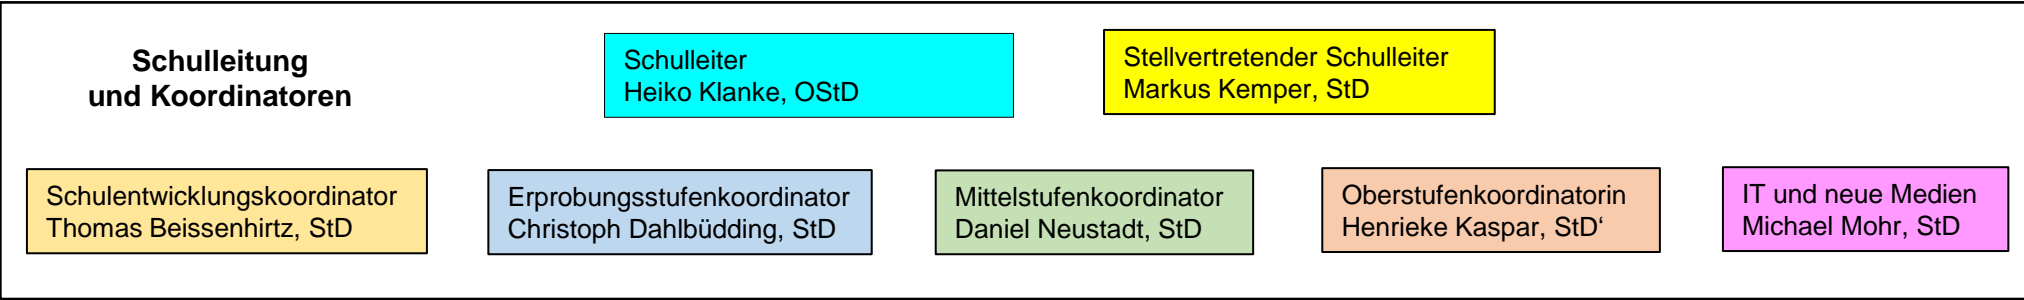 Schulleitung
und Koordinatoren
Schulleiter
Heiko Klanke, OStD
Stellvertretender Schulleiter
Markus Kemper, StD
Schulentwicklungskoordinator
Thomas Beissenhirtz, StD
Erprobungsstufenkoordinator
Christoph Dahlbüdding, StD
Mittelstufenkoordinator
Daniel Neustadt, StD
Oberstufenkoordinatorin
Henrieke Kaspar, StD‘
IT und neue Medien
Michael Mohr, StD